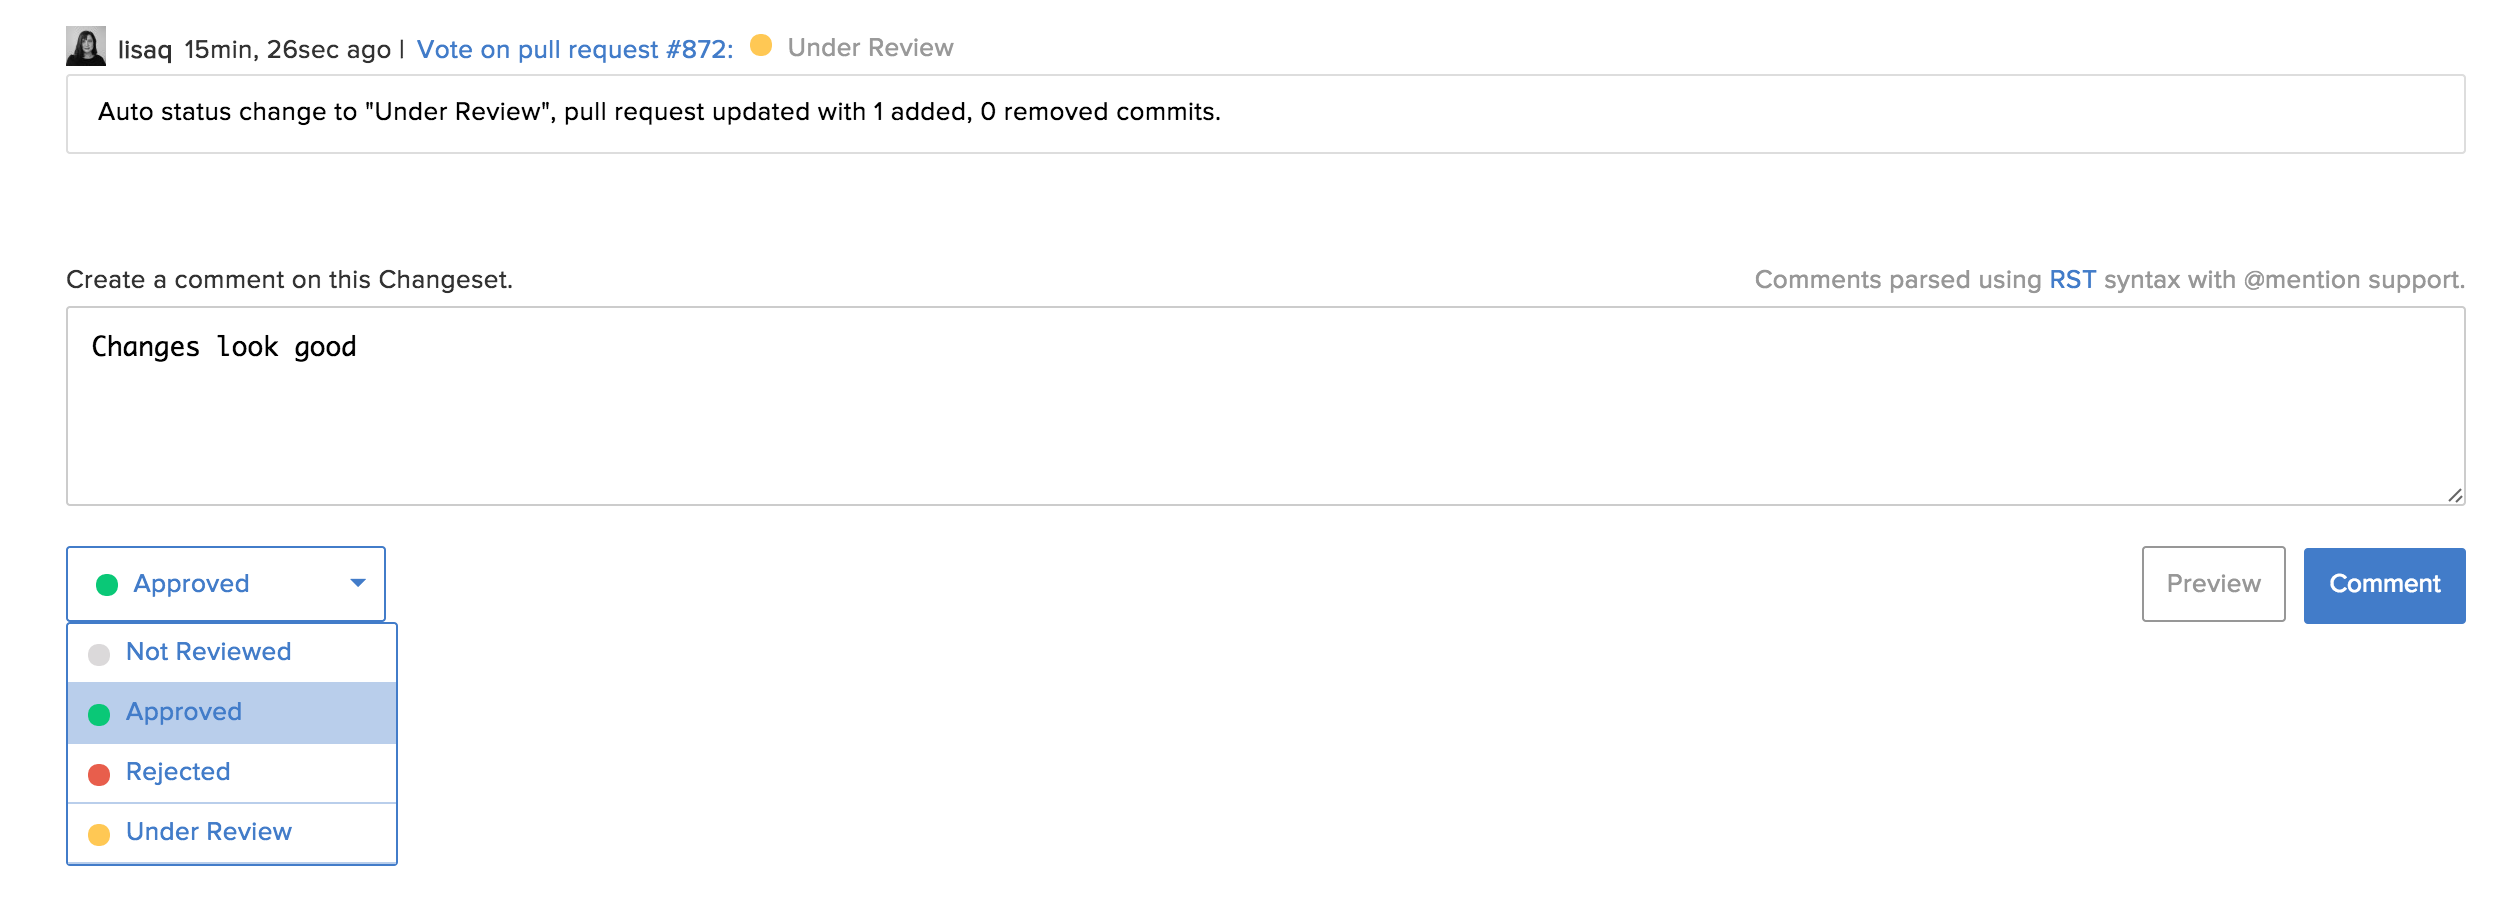 lisaq 15min, 26sec ago | Vote on pull request #872: Under Review
Auto status change to "Under Review", pull request updated with 1 added, 0 removed commits.
Create a comment on this Changeset. Comments parsed using RST syntax with @mention support.
Changes look good
Approved Preview Comment
Not Reviewed
Approved
Rejected
Under Review